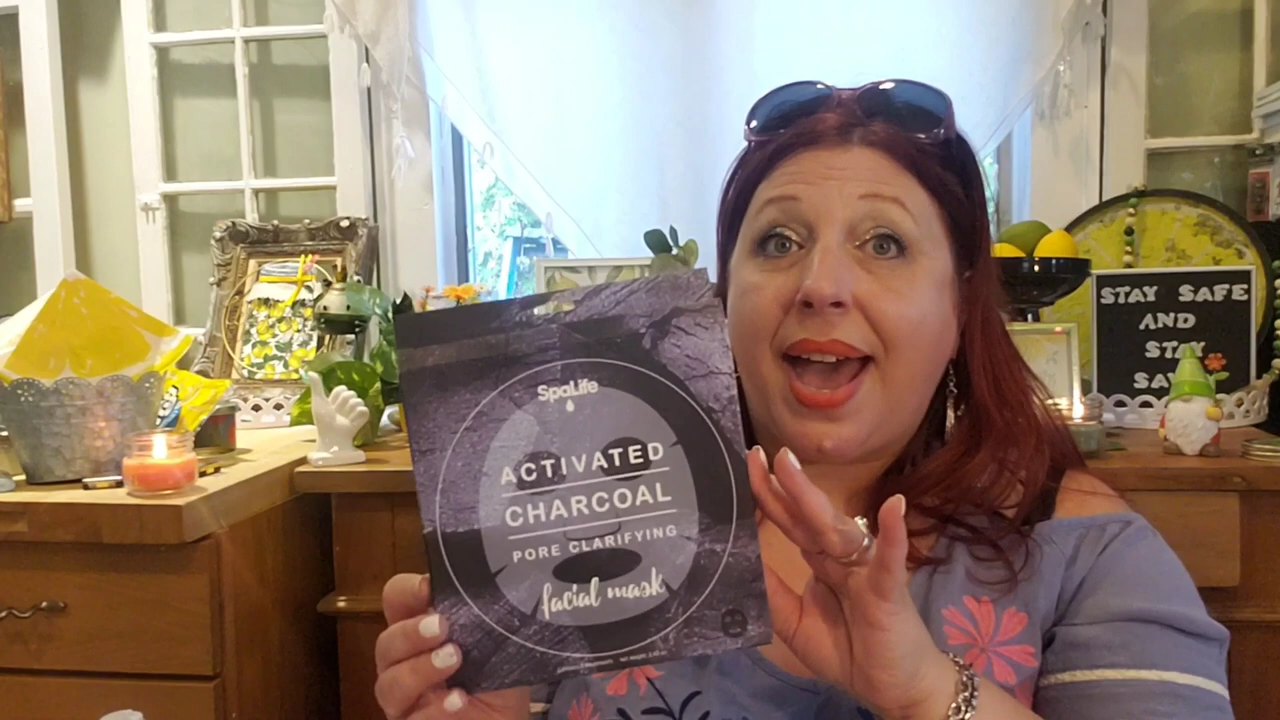 SpaLife
ACTIVATED
CHARCOAL
PORE CLARIFYING
facial mask
STAY SAFE
AND
STAY